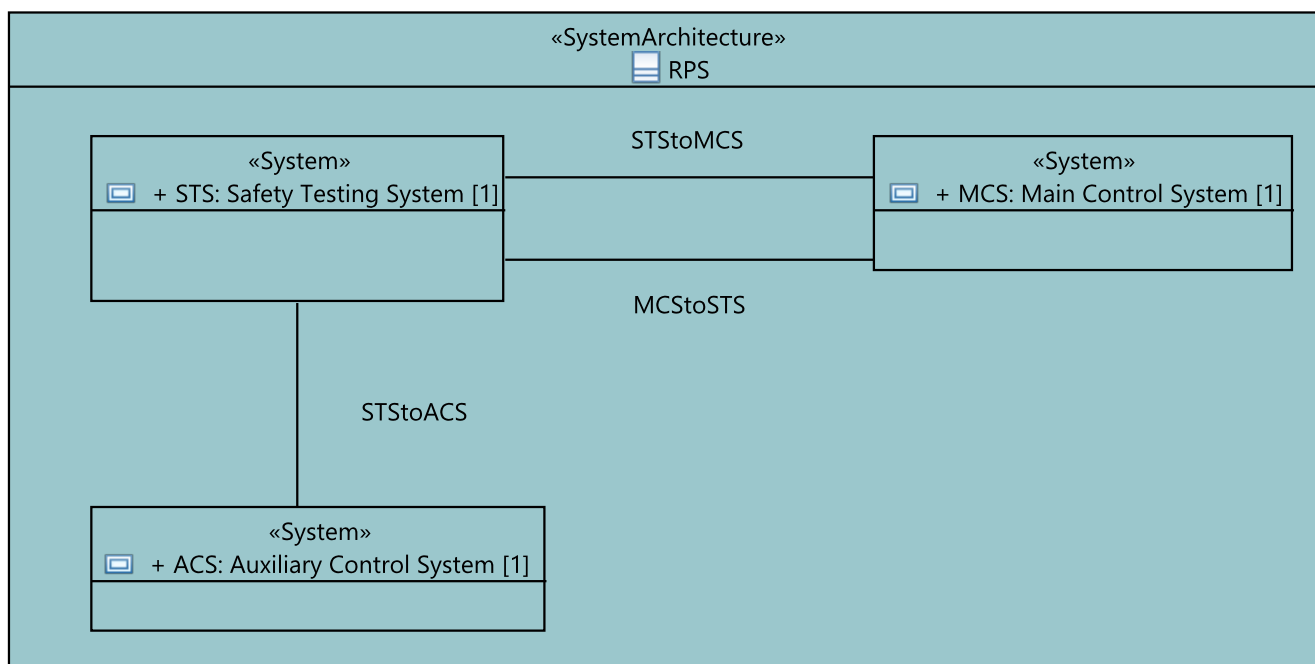 «SystemArchitecture»
RPS
«System»
+ STS: Safety Testing System [1]
STStoMCS
«System»
+ MCS: Main Control System [1]
MCStoSTS
STStoACS
«System»
+ ACS: Auxiliary Control System [1]